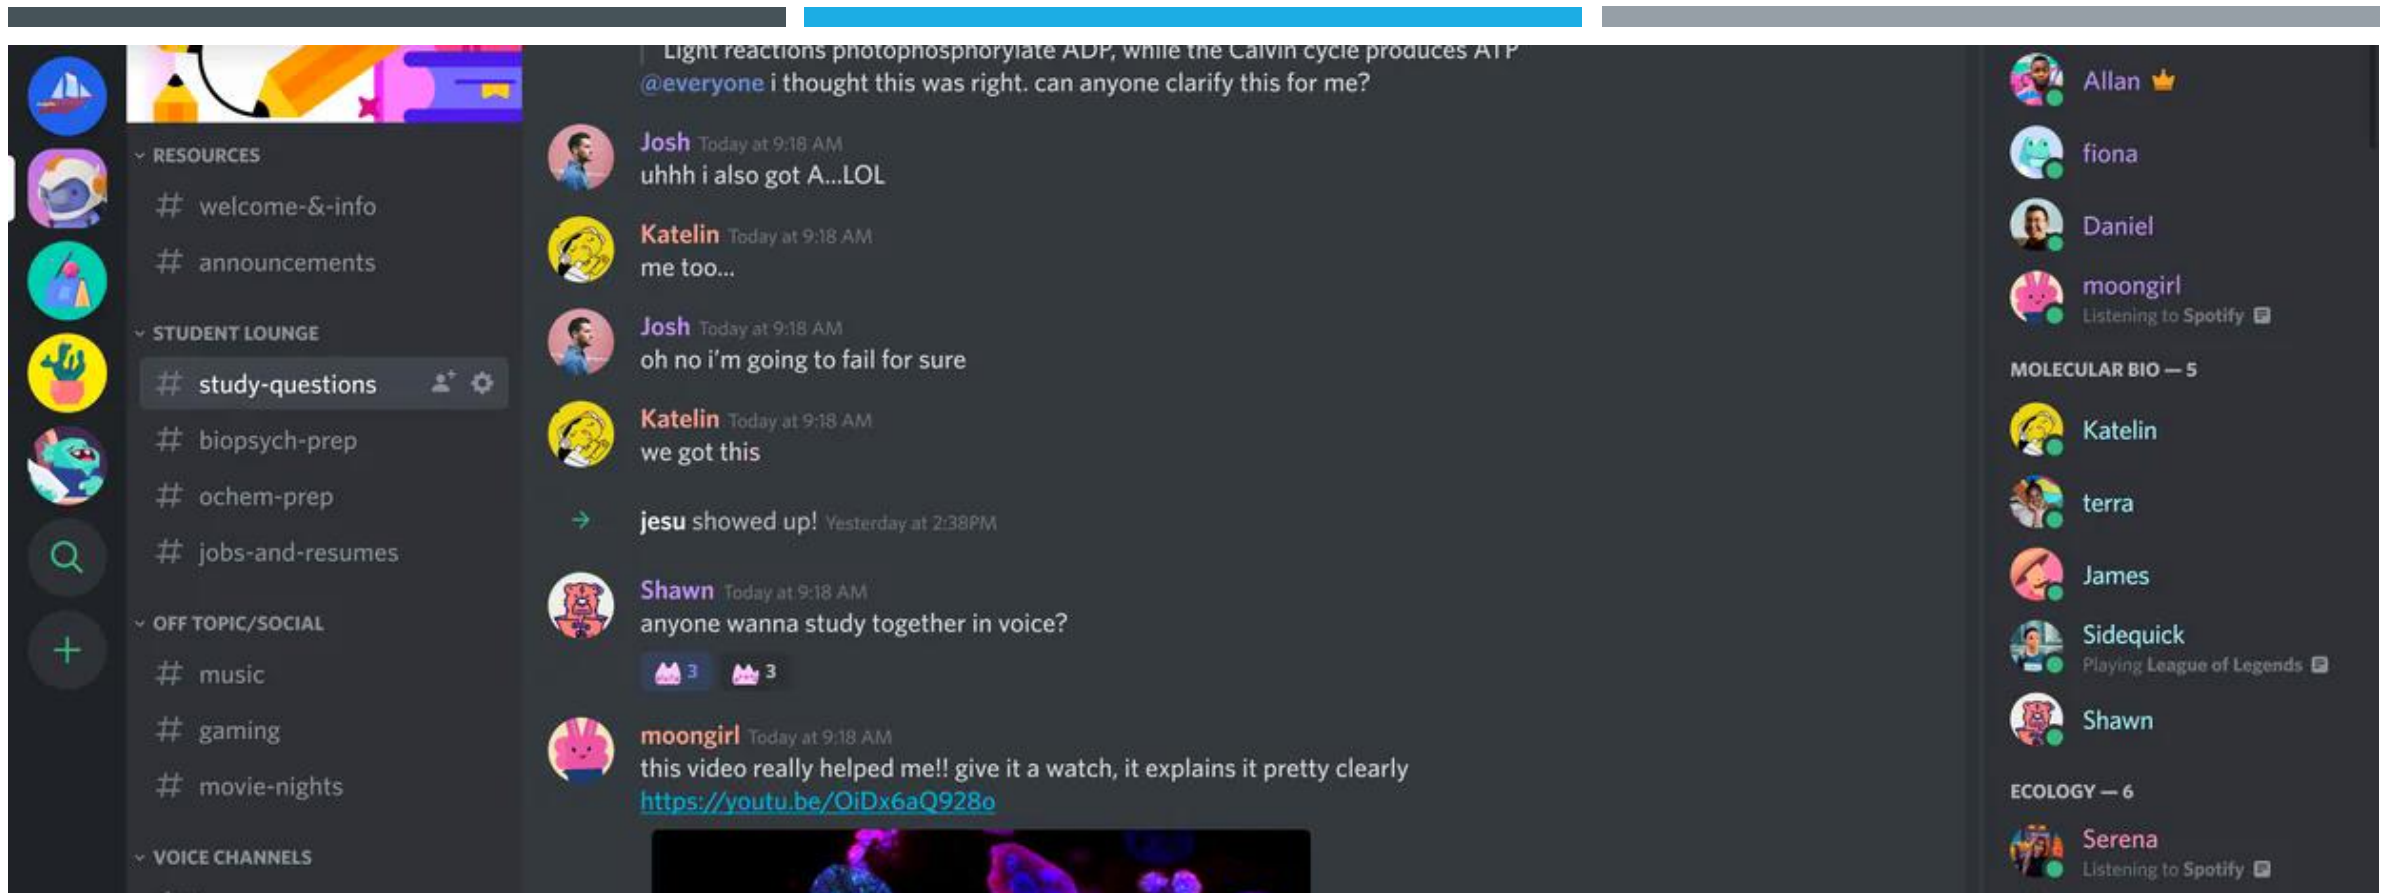 RESOURCES
# welcome-&-info
# announcements
STUDENT LOUNGE
# study-questions
# biopsych-prep
# ochem-prep
# jobs-and-resumes
OFF TOPIC/SOCIAL
# music
# gaming
# movie-nights
VOICE CHANNELS
Light reactions photophosphorylate ADP, while the Calvin cycle produces ATP
@everyone i thought this was right. can anyone clarify this for me?
Josh Today at 9:18 AM
uhhh i also got A...LOL
Katelin Today at 9:18 AM
me too...
Josh Today at 9:18 AM
oh no i'm going to fail for sure
Katelin Today at 9:18 AM
we got this
jesu showed up! Yesterday at 2:38PM
Shawn Today at 9:18 AM
anyone wanna study together in voice?
3 3
moongirl Today at 9:18 AM
this video really helped me!! give it a watch, it explains it pretty clearly
https://youtu.be/OiDx6aQ928o
Allan
fiona
Daniel
moongirl
Listening to Spotify
MOLECULAR BIO — 5
Katelin
terra
James
Sidequick
Playing League of Legends
Shawn
ECOLOGY — 6
Serena
Listening to Spotify